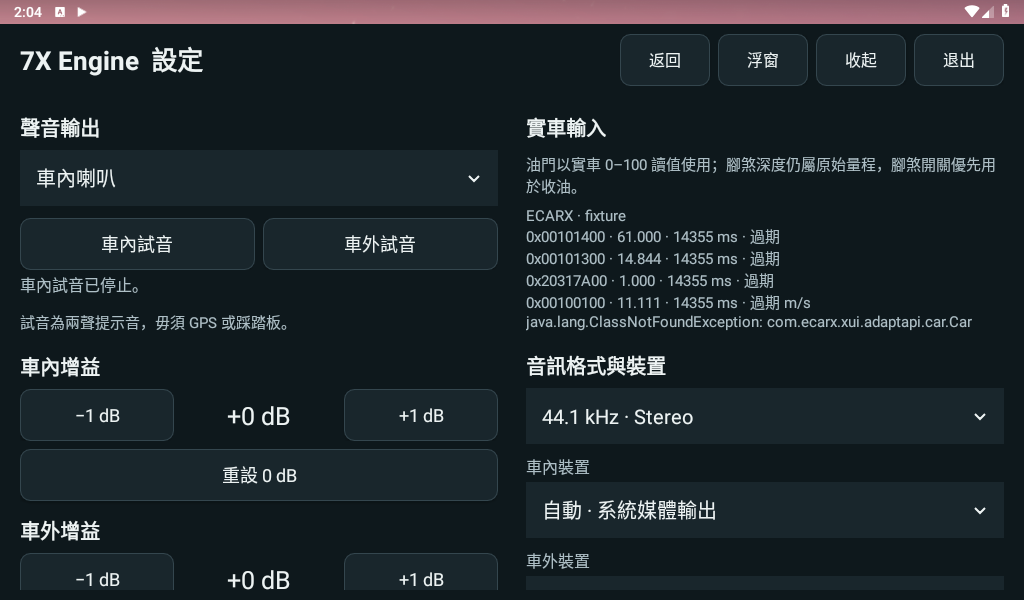 2:04
7X Engine 設定
返回
浮窗
收起
退出
聲音輸出
車內喇叭
車內試音
車外試音
車內試音已停止。
試音為兩聲提示音，毋須 GPS 或踩踏板。
車內增益
−1 dB
+0 dB
+1 dB
重設 0 dB
車外增益
−1 dB
+0 dB
+1 dB
實車輸入
油門以實車 0–100 讀值使用；腳煞深度仍屬原始量程，腳煞開關優先用
於收油。
ECARX · fixture
0x00101400 · 61.000 · 14355 ms · 過期
0x00101300 · 14.844 · 14355 ms · 過期
0x20317A00 · 1.000 · 14355 ms · 過期
0x00100100 · 11.111 · 14355 ms · 過期 m/s
java.lang.ClassNotFoundException: com.ecarx.xui.adaptapi.car.Car
音訊格式與裝置
44.1 kHz · Stereo
車內裝置
自動 · 系統媒體輸出
車外裝置